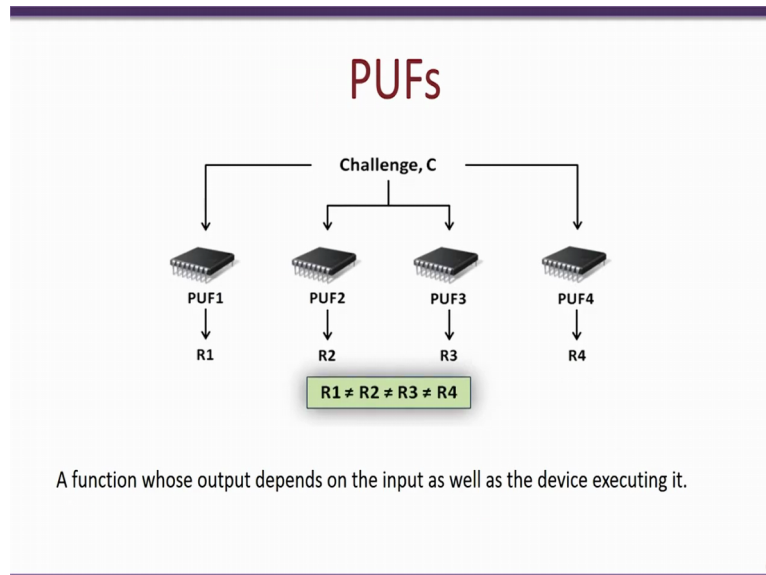 PUFs
Challenge, C
PUF1 PUF2 PUF3 PUF4
R1 R2 R3 R4
R1 ≠ R2 ≠ R3 ≠ R4
A function whose output depends on the input as well as the device executing it.